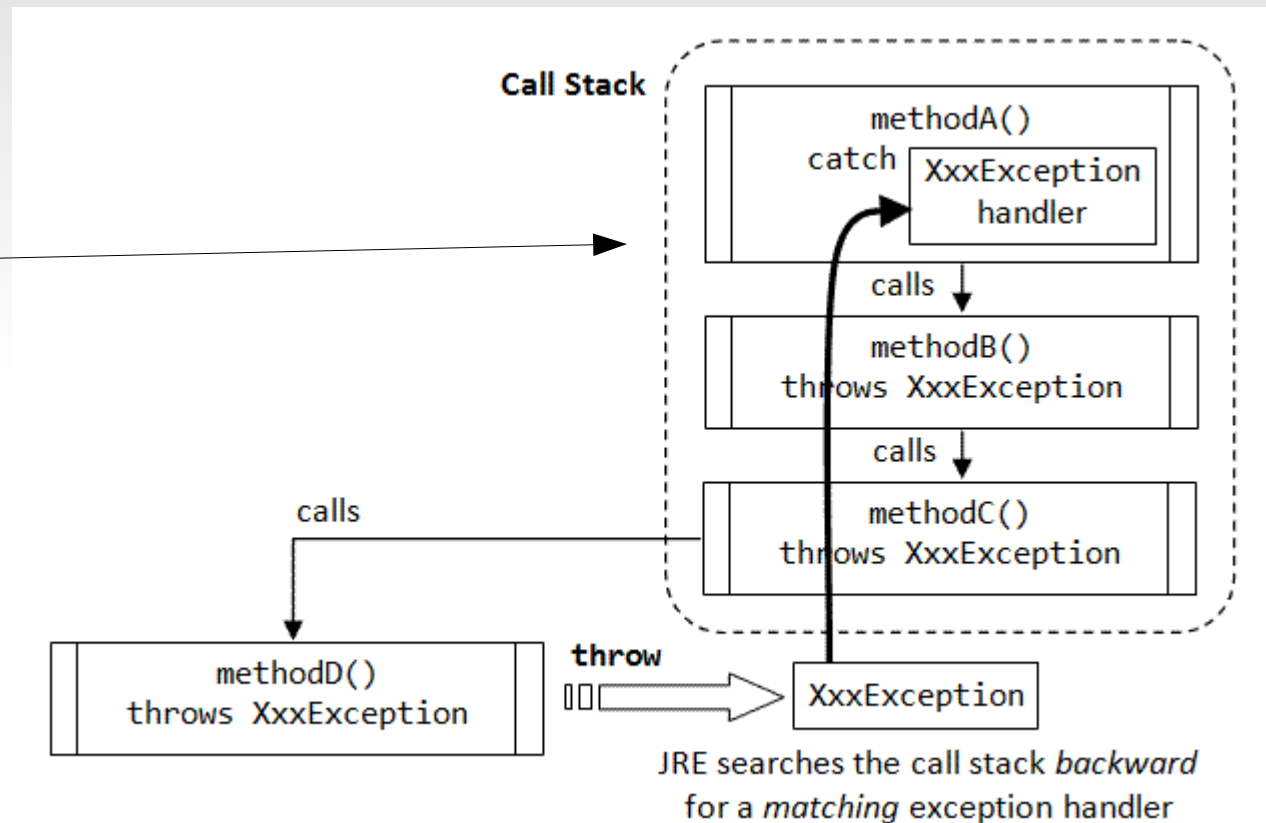 Call Stack
methodA()
catch
XxxException
handler
calls
methodB()
throws XxxException
calls
methodC()
throws XxxException
calls
methodD()
throws XxxException
throw
XxxException
JRE searches the call stack backward
for a matching exception handler